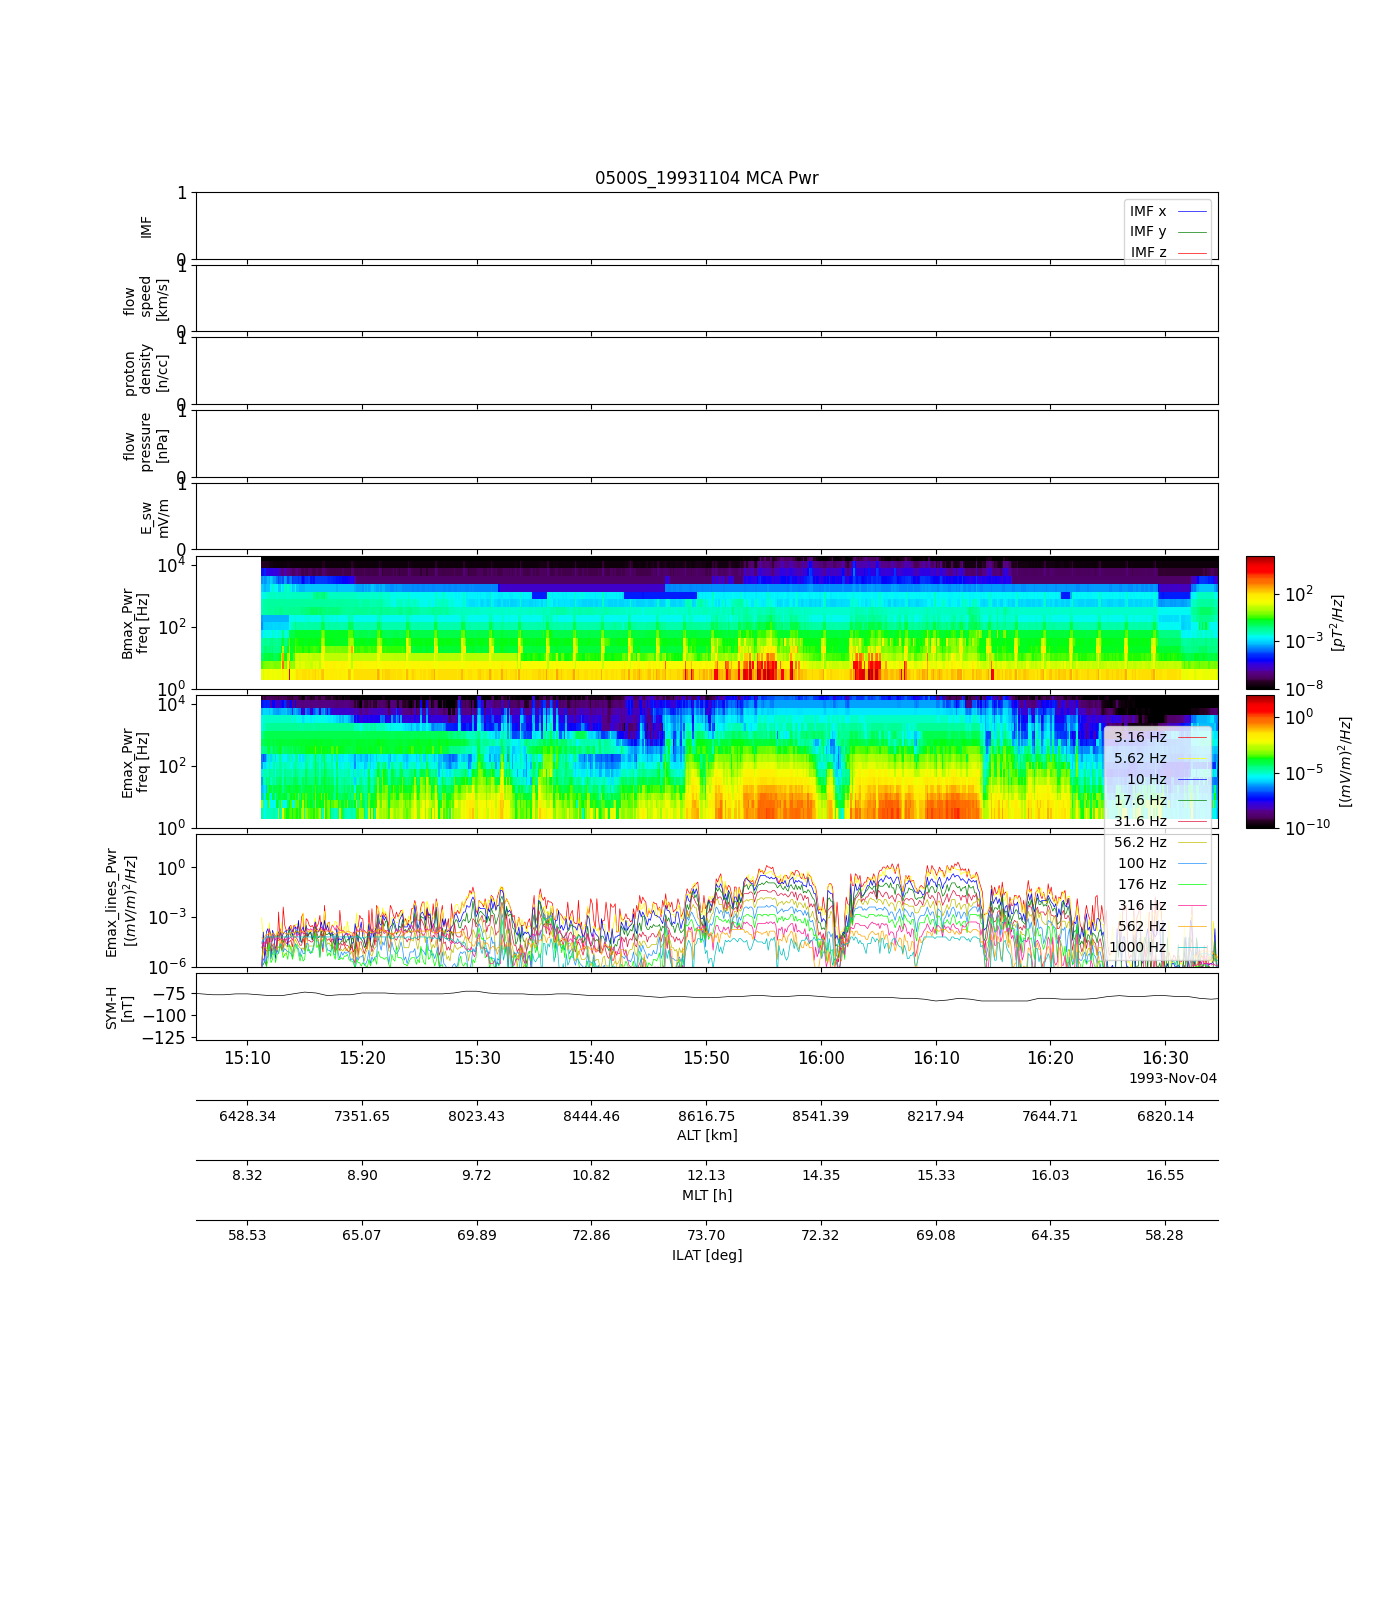 0500S_19931104 MCA Pwr
1
IMF
0
IMF x
IMF y
IMF z
1
flow
speed
[km/s]
0
1
proton
density
[n/cc]
0
1
flow
pressure
[nPa]
0
1
E_sw
mV/m
0
10^4
10^2
10^0
Bmax_Pwr
freq [Hz]
10^2
10^-3
10^-8
[pT^2/Hz]
10^4
10^2
10^0
Emax_Pwr
freq [Hz]
10^0
10^-5
10^-10
[(mV/m)^2/Hz]
3.16 Hz
5.62 Hz
10 Hz
17.6 Hz
31.6 Hz
56.2 Hz
100 Hz
176 Hz
316 Hz
562 Hz
1000 Hz
10^0
10^-3
10^-6
Emax_lines_Pwr
[(mV/m)^2/Hz]
−75
−100
−125
SYM-H
[nT]
15:10 15:20 15:30 15:40 15:50 16:00 16:10 16:20 16:30
1993-Nov-04
6428.34 7351.65 8023.43 8444.46 8616.75 8541.39 8217.94 7644.71 6820.14
ALT [km]
8.32 8.90 9.72 10.82 12.13 14.35 15.33 16.03 16.55
MLT [h]
58.53 65.07 69.89 72.86 73.70 72.32 69.08 64.35 58.28
ILAT [deg]